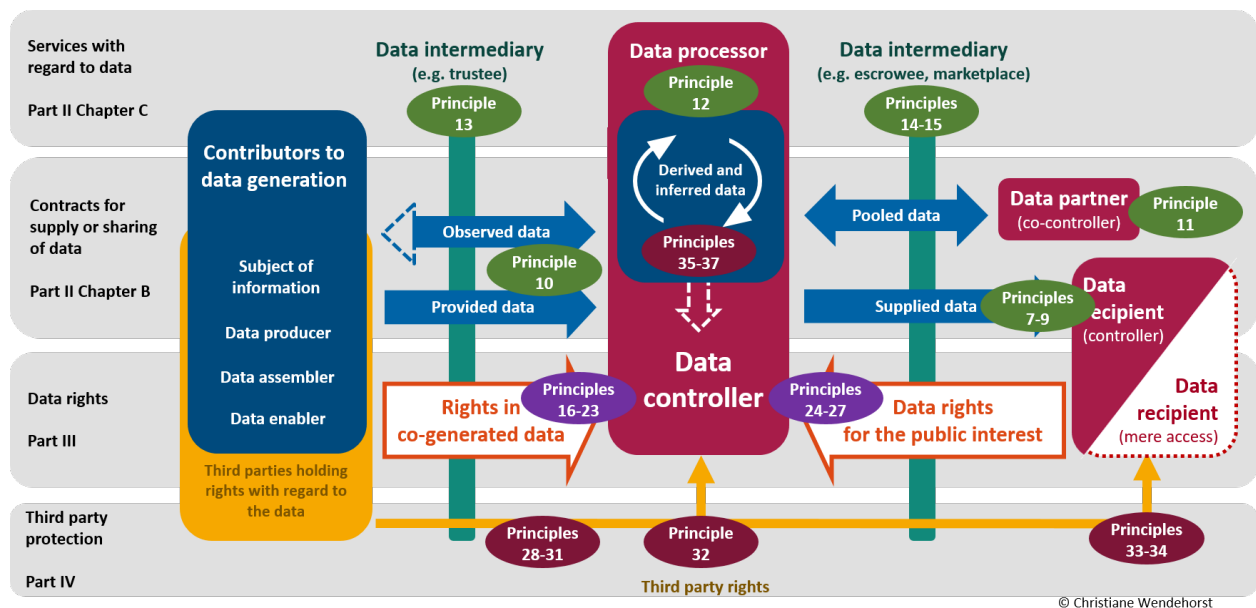 Services with
regard to data
Part II Chapter C
Data intermediary
(e.g. trustee)
Principle
13
Data processor
Principle
12
Data intermediary
(e.g. escrowee, marketplace)
Principles
14-15
Contributors to
data generation
Subject of
information
Data producer
Data assembler
Data enabler
Third parties holding
rights with regard to
the data
Contracts for
supply or sharing
of data
Part II Chapter B
Observed data
Principle
10
Provided data
Derived and
inferred data
Principles
35-37
Data
controller
Pooled data
Data partner
(co-controller)
Principle
11
Supplied data
Principles
7-9
Data
recipient
(controller)
Data
recipient
(mere access)
Data rights
Part III
Rights in
co-generated data
Principles
16-23
Principles
24-27
Data rights
for the public interest
Third party
protection
Part IV
Principles
28-31
Principle
32
Third party rights
Principles
33-34
© Christiane Wendehorst